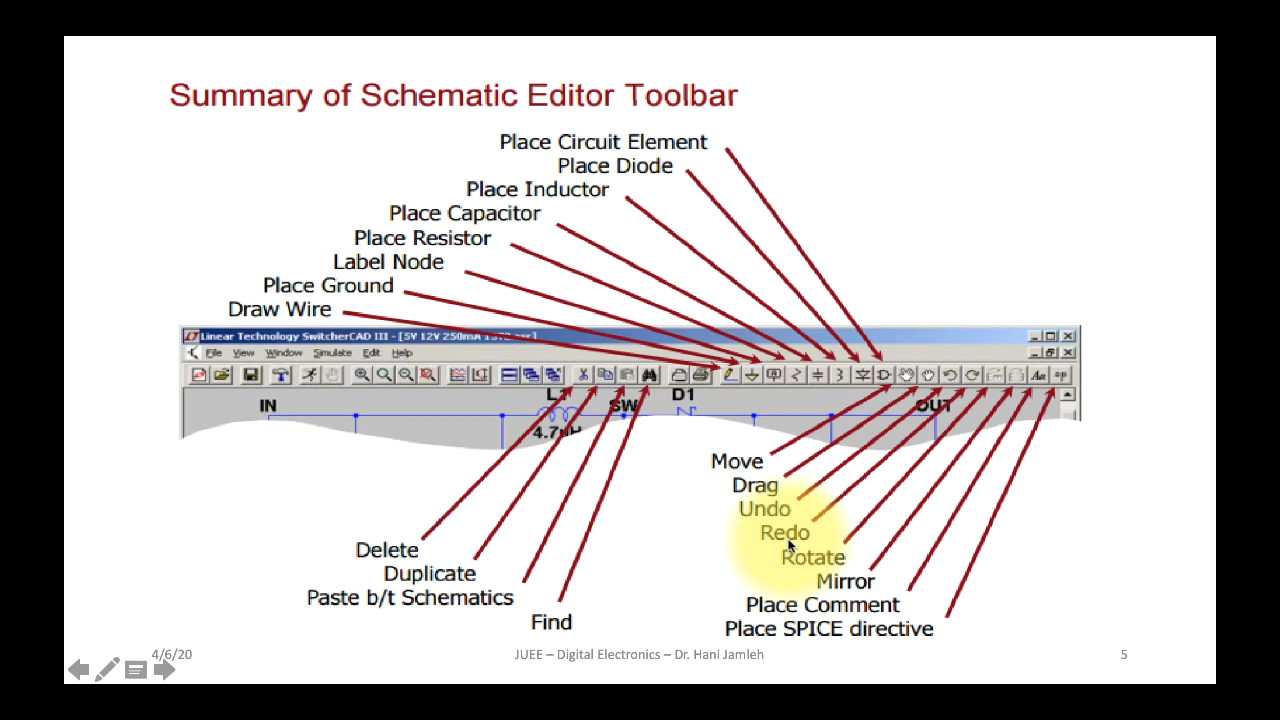 Summary of Schematic Editor Toolbar
Place Circuit Element
Place Diode
Place Inductor
Place Capacitor
Place Resistor
Label Node
Place Ground
Draw Wire
Linear Technology SwitcherCAD III - [5V 12V 250mA
File View Window Simulate Edit Help
IN
L1
SW
D1
OUT
4.7uH
Move
Drag
Undo
Redo
Rotate
Mirror
Place Comment
Place SPICE directive
Delete
Duplicate
Paste b/t Schematics
Find
4/6/20
JUEE – Digital Electronics – Dr. Hani Jamleh
5